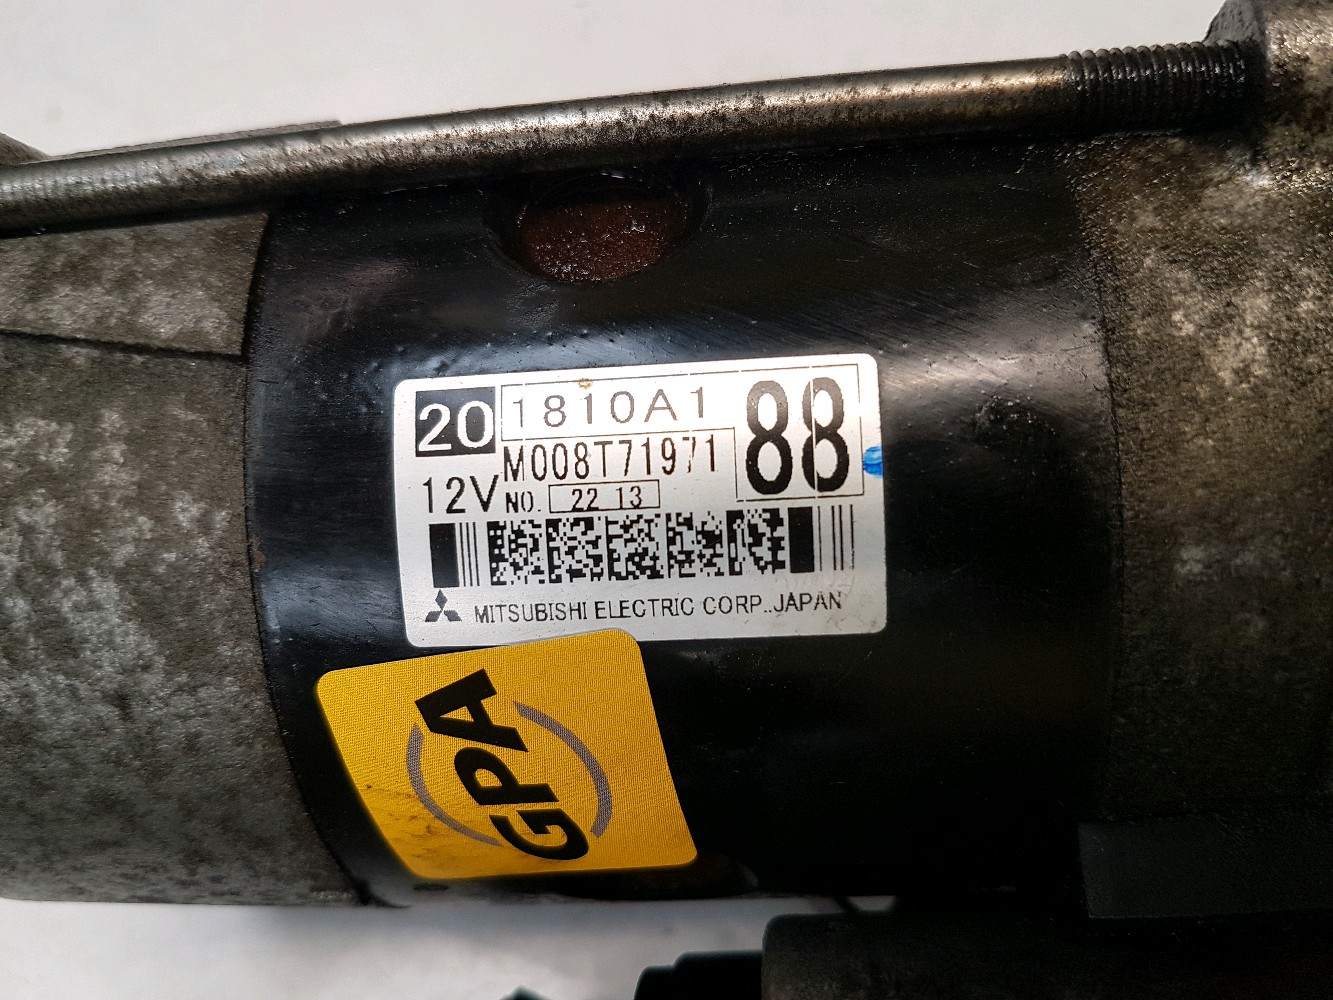 20 1810A1 88
M008T71971
12V NO. 22 13
MITSUBISHI ELECTRIC CORP.,JAPAN
GPA